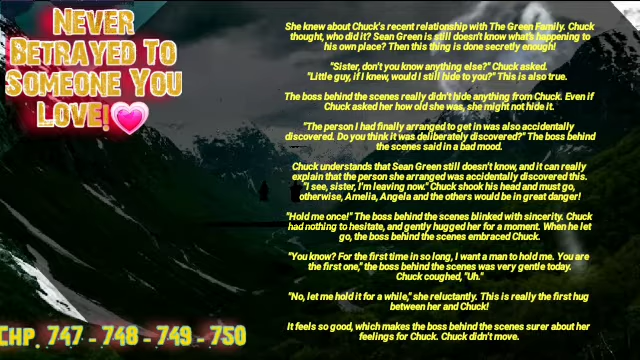 NEVER
BETRAYED TO
SOMEONE YOU
LOVE!
She knew about Chuck's recent relationship with The Green Family. Chuck
thought, who did it? Sean Green is still doesn't know what's happening to
his own place? Then this thing is done secretly enough!
"Sister, don't you know anything else?" Chuck asked.
"Little guy, if I knew, would I still hide to you?" This is also true.
The boss behind the scenes really didn't hide anything from Chuck. Even if
Chuck asked her how old she was, she might not hide it.
"The person I had finally arranged to get in was also accidentally
discovered. Do you think it was deliberately discovered?" The boss behind
the scenes said in a bad mood.
Chuck understands that Sean Green still doesn't know, and it can really
explain that the person she arranged was accidentally discovered this.
"I see, sister, I'm leaving now." Chuck shook his head and must go,
otherwise, Amelia, Angela and the others would be in great danger!
"Hold me once!" The boss behind the scenes blinked with sincerity. Chuck
had nothing to hesitate, and gently hugged her for a moment. When he let
go, the boss behind the scenes embraced Chuck.
"You know? For the first time in so long, I want a man to hold me. You are
the first one," the boss behind the scenes was very gentle today.
Chuck coughed, "Uh."
"No, let me hold it for a while," she reluctantly. This is really the first hug
between her and Chuck!
It feels so good, which makes the boss behind the scenes surer about her
feelings for Chuck. Chuck didn't move.
CHP. 747 - 748 - 749 - 750